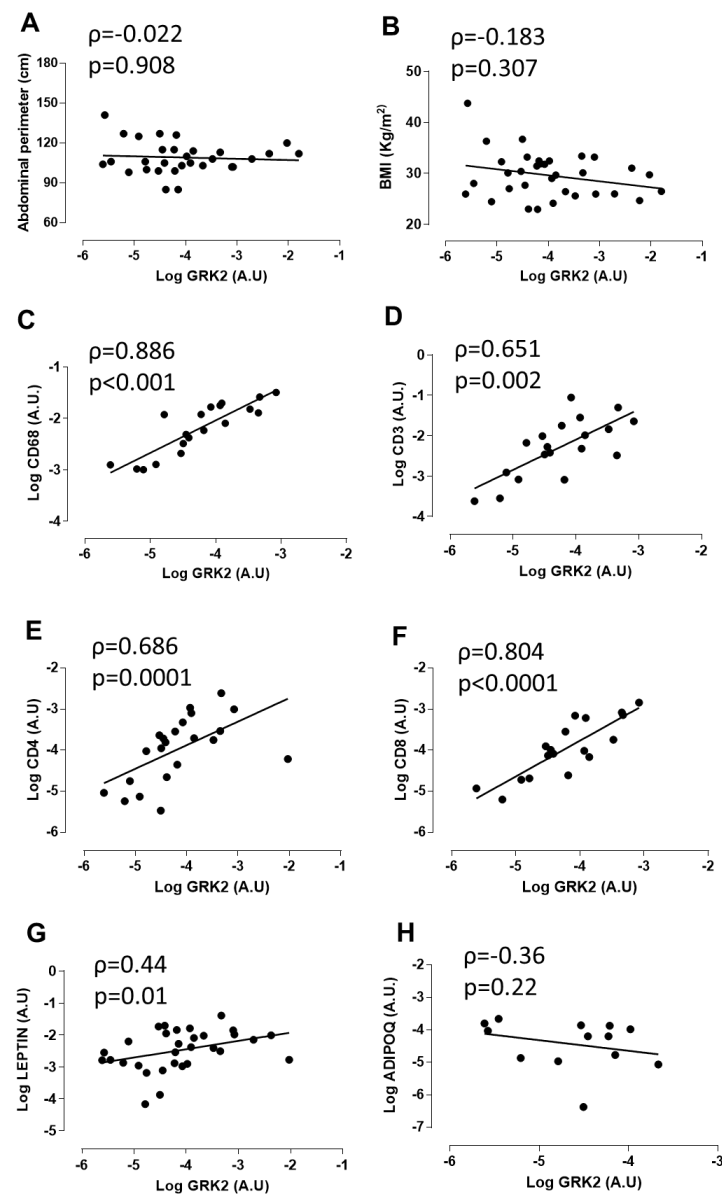 A
ρ=-0.022
p=0.908
Abdominal perimeter (cm)
180
150
120
90
60
-6 -5 -4 -3 -2 -1
Log GRK2 (A.U)
B
ρ=-0.183
p=0.307
BMI (Kg/m²)
50
40
30
20
-6 -5 -4 -3 -2 -1
Log GRK2 (A.U)
C
ρ=0.886
p<0.001
Log CD68 (A.U.)
-1
-2
-3
-4
-6 -5 -4 -3 -2
Log GRK2 (A.U)
D
ρ=0.651
p=0.002
Log CD3 (A.U.)
0
-1
-2
-3
-4
-6 -5 -4 -3 -2
Log GRK2 (A.U)
E
ρ=0.686
p=0.0001
Log CD4 (A.U)
-2
-3
-4
-5
-6
-6 -5 -4 -3 -2 -1
Log GRK2 (A.U)
F
ρ=0.804
p<0.0001
Log CD8 (A.U)
-2
-3
-4
-5
-6
-6 -5 -4 -3 -2
Log GRK2 (A.U)
G
ρ=0.44
p=0.01
Log LEPTIN (A.U)
0
-1
-2
-3
-4
-5
-6 -5 -4 -3 -2 -1
Log GRK2 (A.U)
H
ρ=-0.36
p=0.22
Log ADIPOQ (A.U.)
-2
-3
-4
-5
-6
-7
-6 -5 -4 -3
Log GRK2 (A.U)